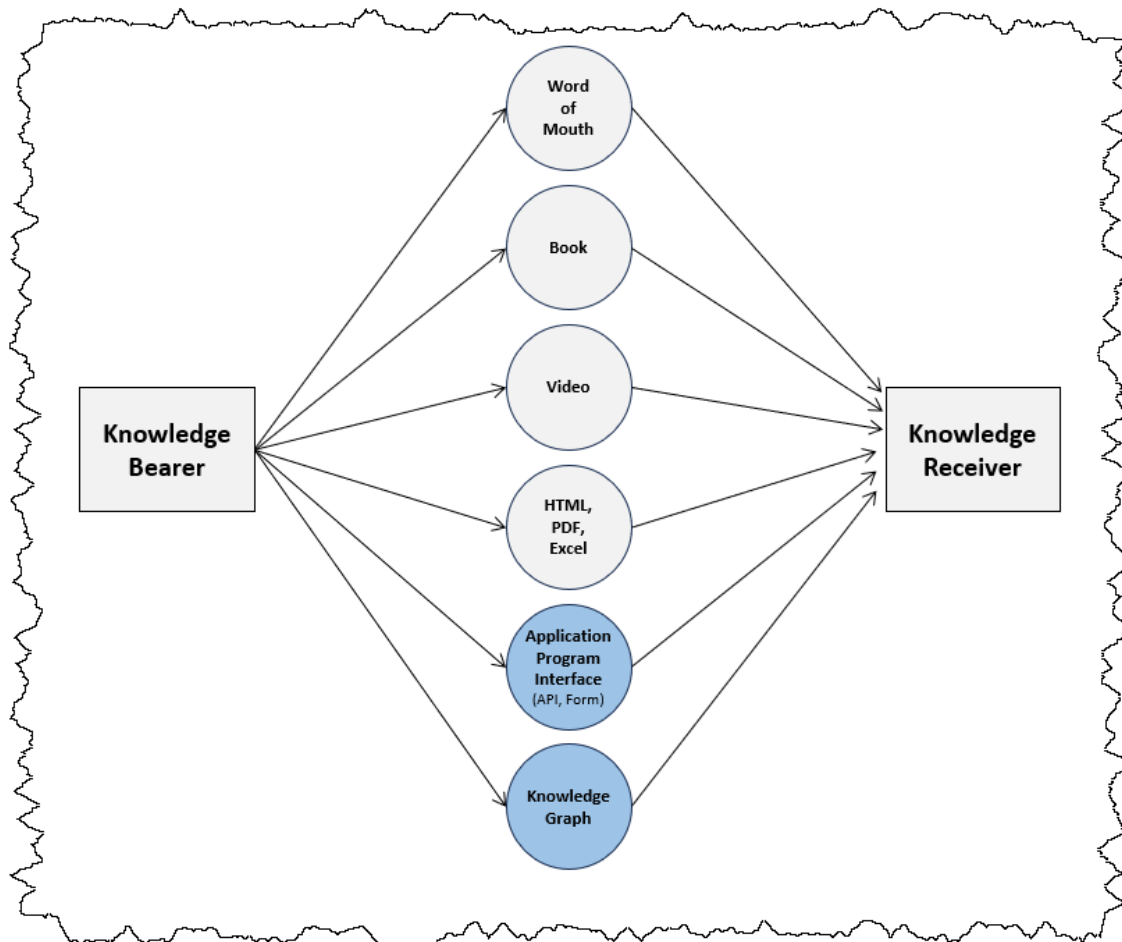 Word
of
Mouth
Book
Video
Knowledge
Bearer
Knowledge
Receiver
HTML,
PDF,
Excel
Application
Program
Interface
(API, Form)
Knowledge
Graph